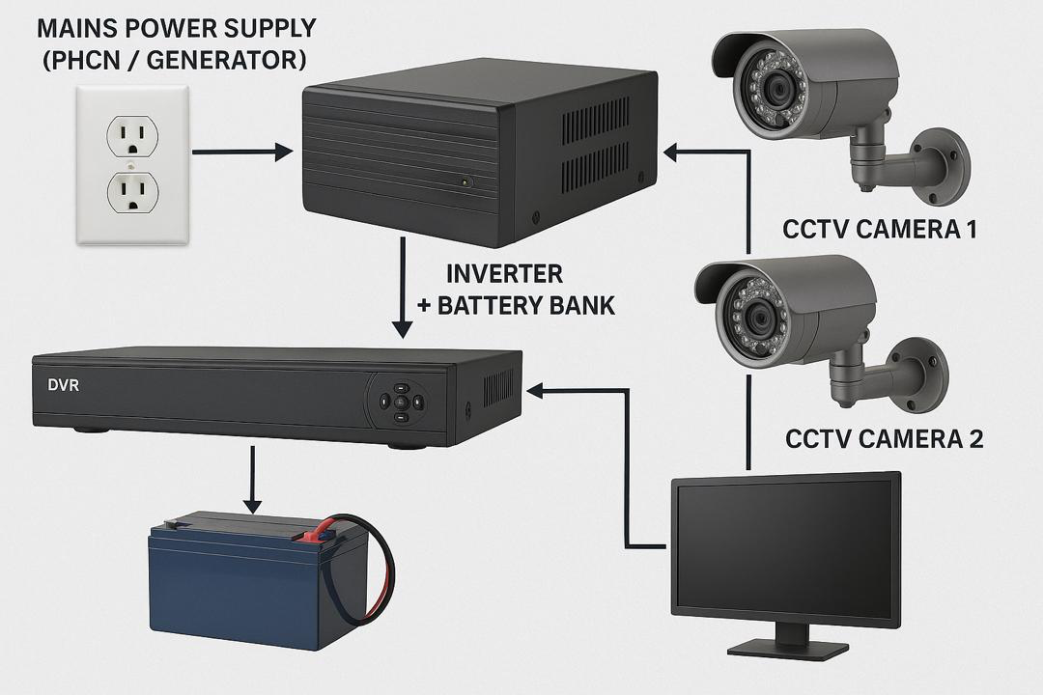 MAINS POWER SUPPLY
(PHCN / GENERATOR)
CCTV CAMERA 1
INVERTER
+ BATTERY BANK
DVR
CCTV CAMERA 2